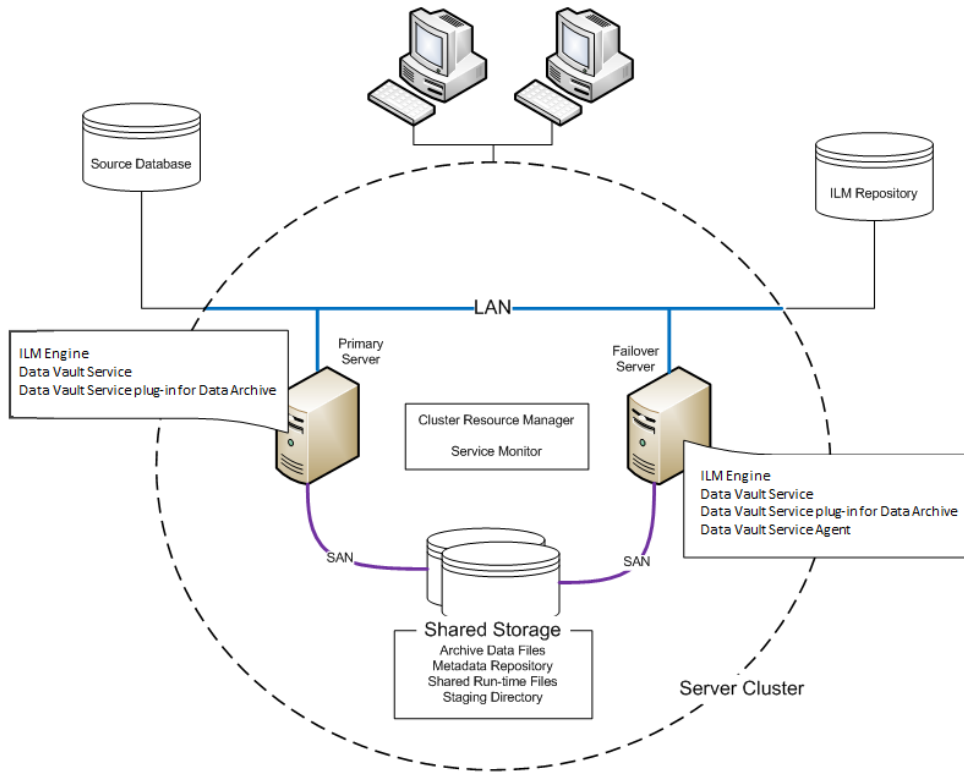 Source Database
ILM Repository
LAN
ILM Engine
Data Vault Service
Data Vault Service plug-in for Data Archive
Primary
Server
Failover
Server
Cluster Resource Manager
Service Monitor
ILM Engine
Data Vault Service
Data Vault Service plug-in for Data Archive
Data Vault Service Agent
SAN
SAN
Shared Storage
Archive Data Files
Metadata Repository
Shared Run-time Files
Staging Directory
Server Cluster